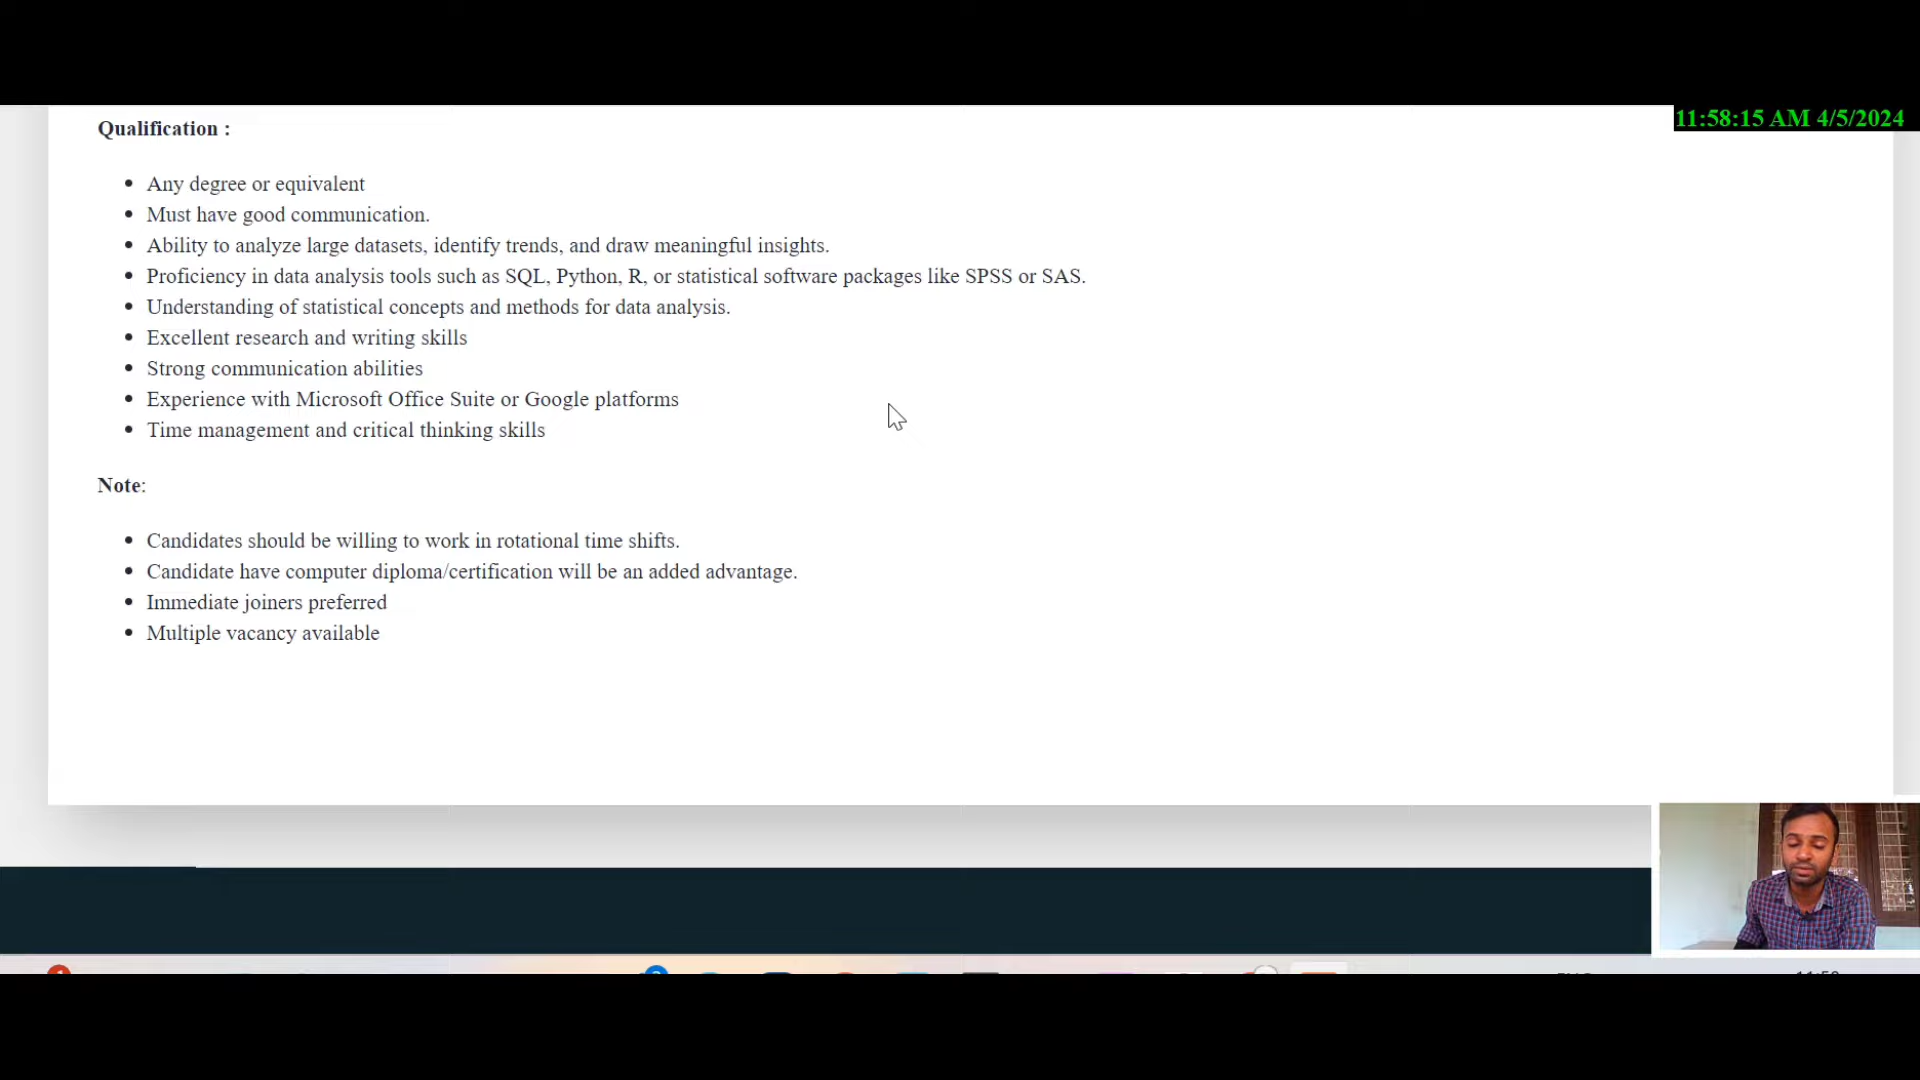 11:58:15 AM 4/5/2024
Qualification :
Any degree or equivalent
Must have good communication.
Ability to analyze large datasets, identify trends, and draw meaningful insights.
Proficiency in data analysis tools such as SQL, Python, R, or statistical software packages like SPSS or SAS.
Understanding of statistical concepts and methods for data analysis.
Excellent research and writing skills
Strong communication abilities
Experience with Microsoft Office Suite or Google platforms
Time management and critical thinking skills
Note:
Candidates should be willing to work in rotational time shifts.
Candidate have computer diploma/certification will be an added advantage.
Immediate joiners preferred
Multiple vacancy available